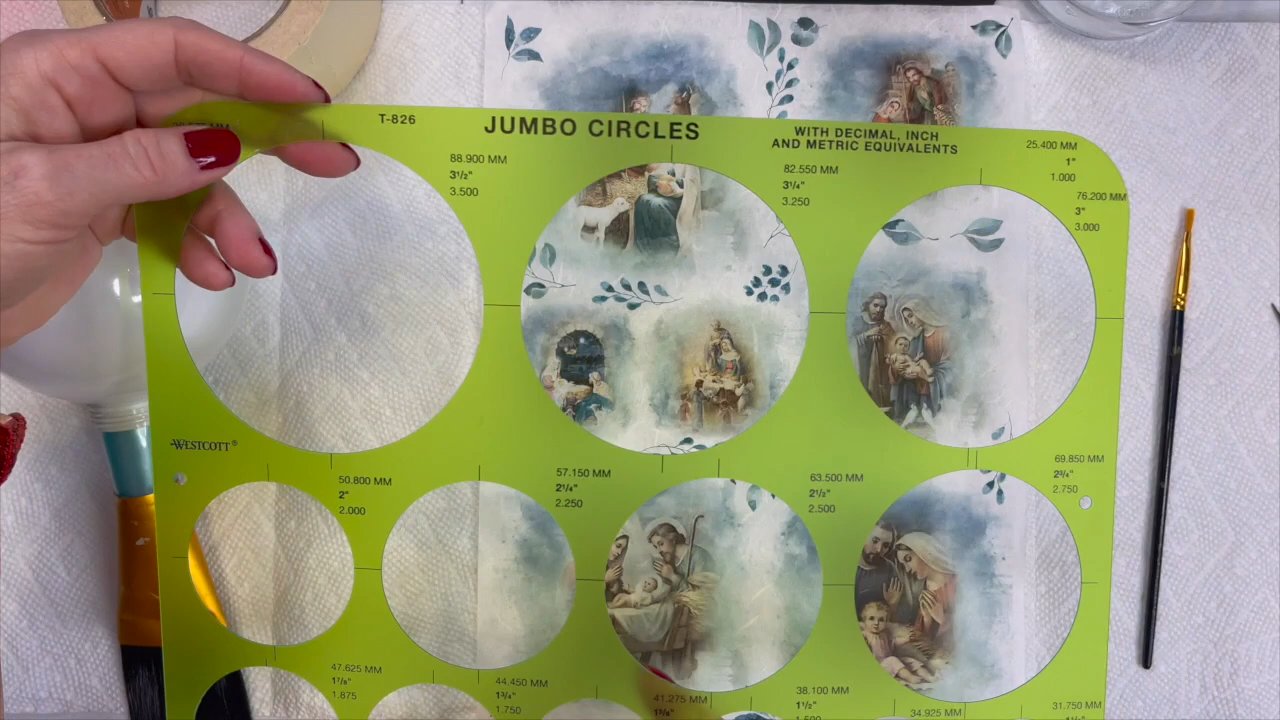 T-826
JUMBO CIRCLES
WITH DECIMAL, INCH
AND METRIC EQUIVALENTS
25.400 MM
1"
1.000
88.900 MM
3½"
3.500
82.550 MM
3¼"
3.250
76.200 MM
3"
3.000
WESTCOTT®
50.800 MM
2"
2.000
57.150 MM
2¼"
2.250
63.500 MM
2½"
2.500
69.850 MM
2¾"
2.750
47.625 MM
1⅞"
1.875
44.450 MM
1¾"
1.750
41.275 MM
1⅝"
38.100 MM
1½"
1.500
34.925 MM
31.750 MM